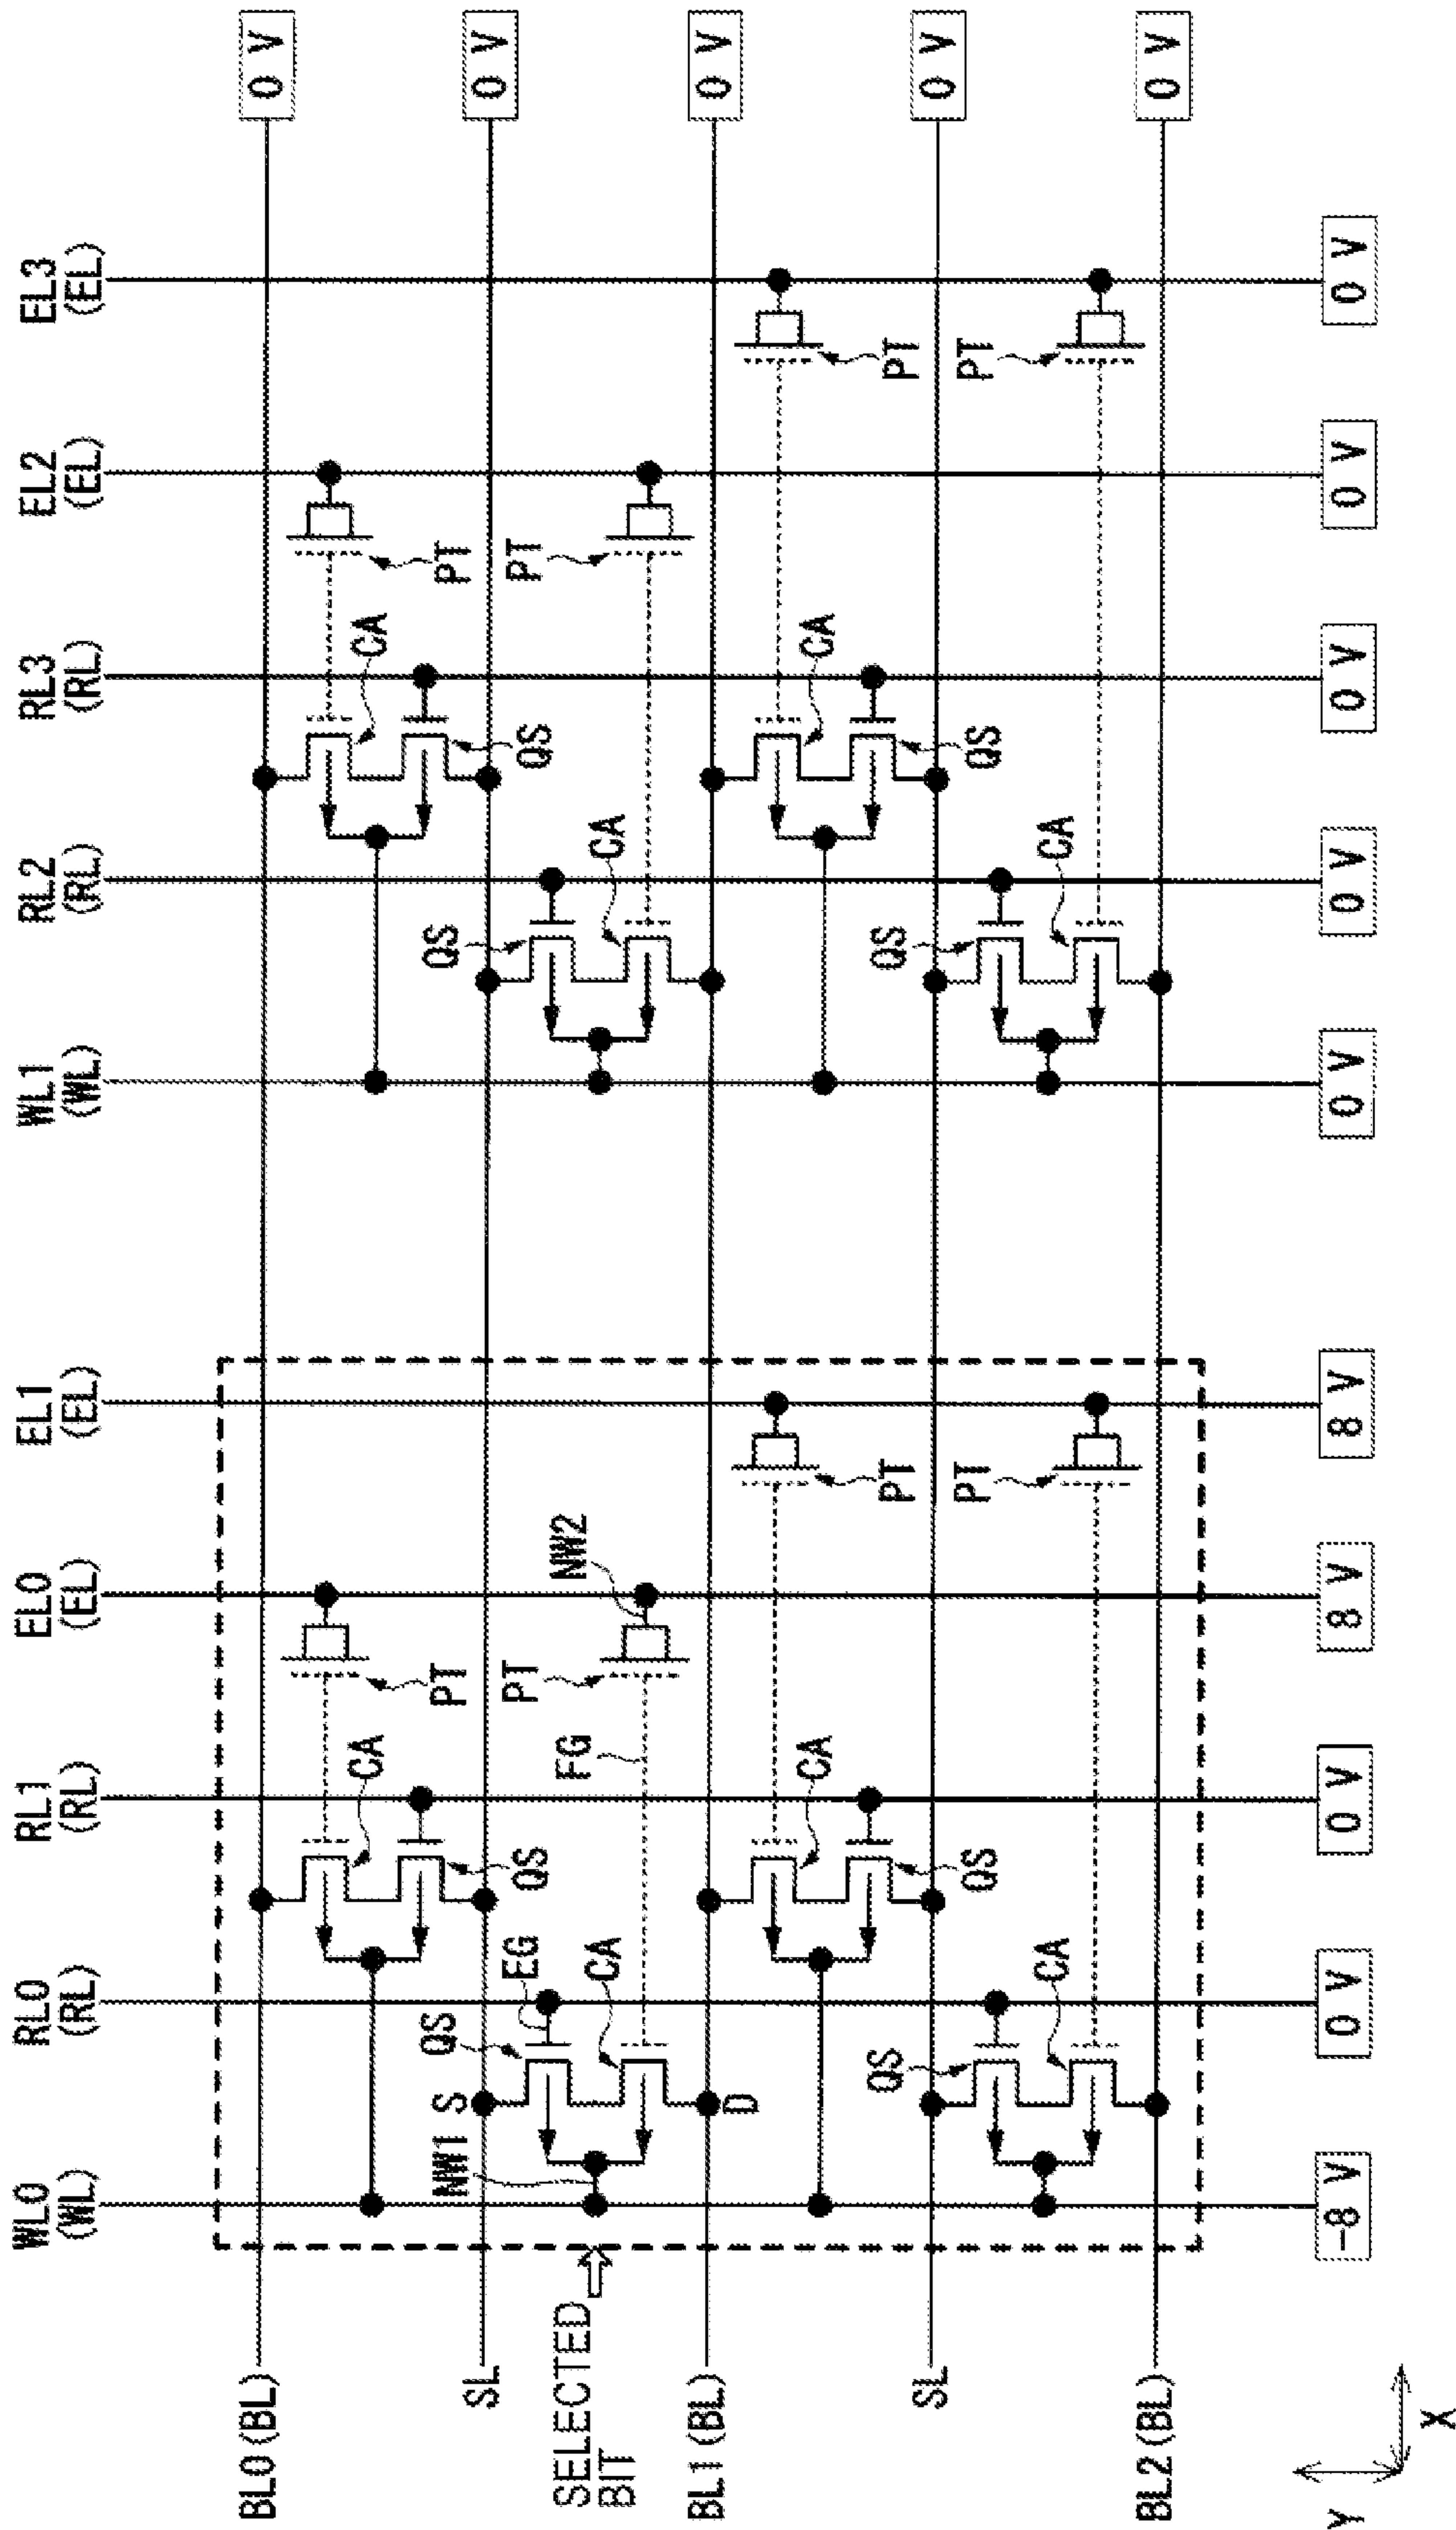 WL0
(WL)
RL0
(RL)
RL1
(RL)
EL0
(EL)
EL1
(EL)
WL1
(WL)
RL2
(RL)
RL3
(RL)
EL2
(EL)
EL3
(EL)
BL0(BL)
0 V
CA
CA
NW1
S
QS
PT
QS
PT
SL
0 V
EG
QS
PT
QS
PT
SELECTED
BIT
FG
NW2
CA
CA
BL1(BL)
D
0 V
CA
CA
QS
PT
QS
PT
SL
0 V
QS
PT
QS
PT
CA
CA
BL2(BL)
0 V
-8 V
0 V
0 V
8 V
8 V
0 V
0 V
0 V
0 V
0 V
Y
X